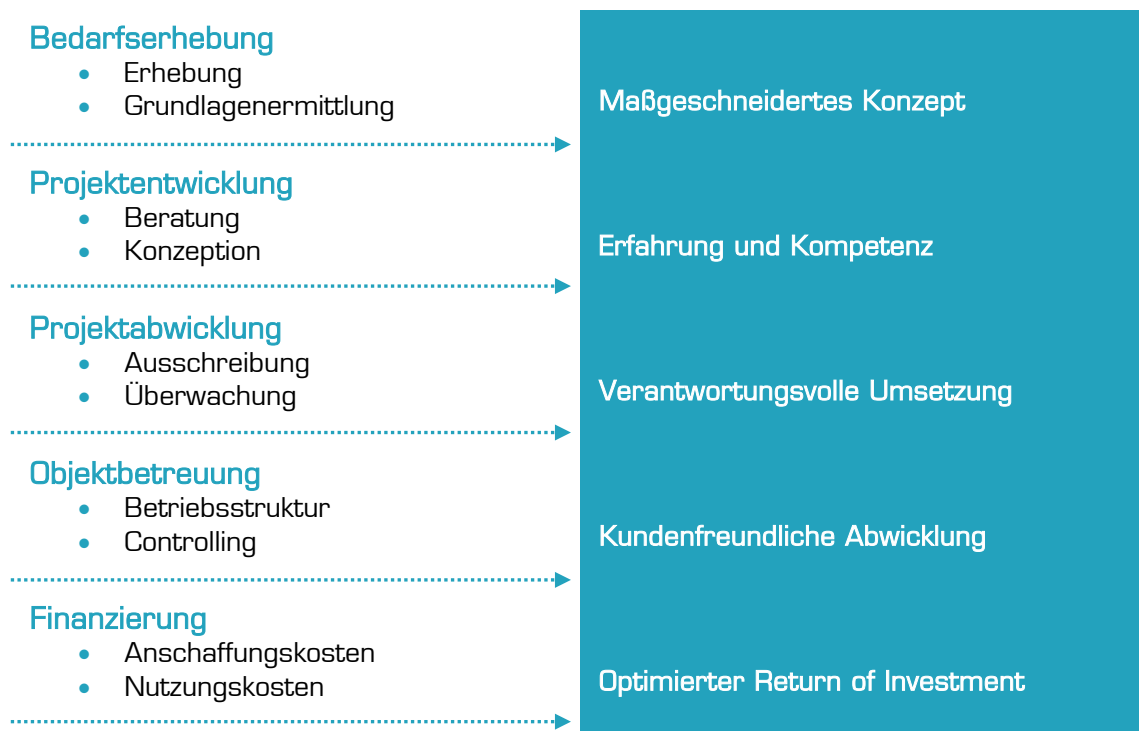 Bedarfserhebung
• Erhebung
• Grundlagenermittlung
Maßgeschneidertes Konzept
Projektentwicklung
• Beratung
• Konzeption
Erfahrung und Kompetenz
Projektabwicklung
• Ausschreibung
• Überwachung
Verantwortungsvolle Umsetzung
Objektbetreuung
• Betriebsstruktur
• Controlling
Kundenfreundliche Abwicklung
Finanzierung
• Anschaffungskosten
• Nutzungskosten
Optimierter Return of Investment